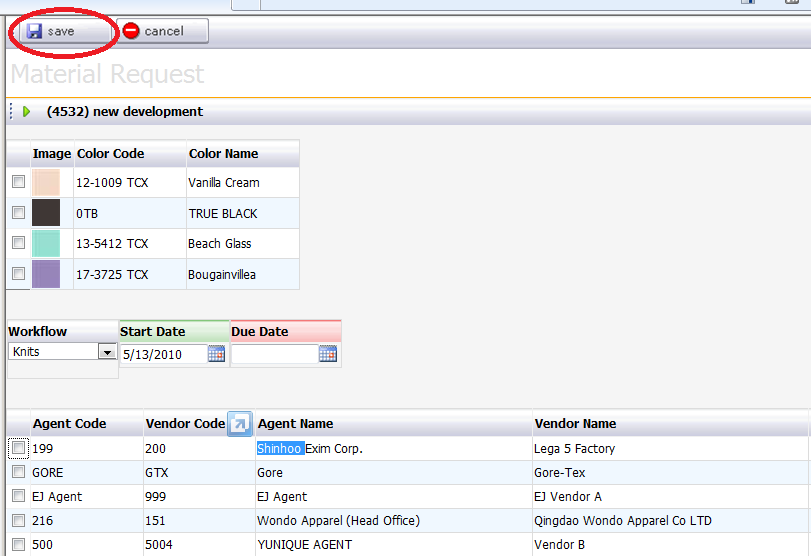 save cancel
Material Request
(4532) new development
Image Color Code Color Name
12-1009 TCX Vanilla Cream
0TB TRUE BLACK
13-5412 TCX Beach Glass
17-3725 TCX Bougainvillea
Workflow Start Date Due Date
Knits 5/13/2010
Agent Code Vendor Code Agent Name Vendor Name
199 200 Shinhoo Exim Corp. Lega 5 Factory
GORE GTX Gore Gore-Tex
EJ Agent 999 EJ Agent EJ Vendor A
216 151 Wondo Apparel (Head Office) Qingdao Wondo Apparel Co LTD
500 5004 YUNIQUE AGENT Vendor B